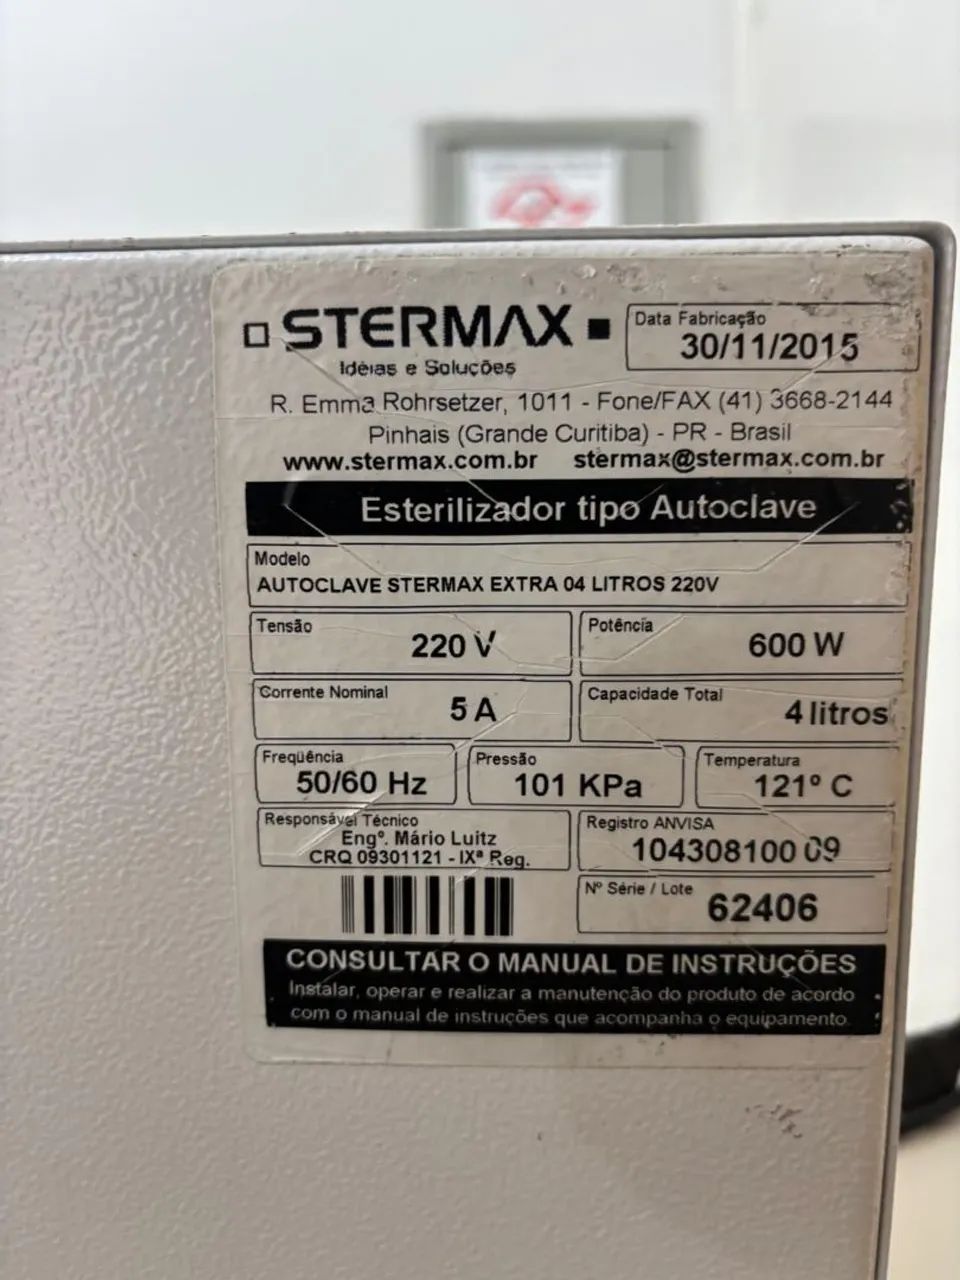 STERMAX
Idéias e Soluções
Data Fabricação
30/11/2015
R. Emma Rohrsetzer, 1011 - Fone/FAX (41) 3668-2144
Pinhais (Grande Curitiba) - PR - Brasil
www.stermax.com.br stermax@stermax.com.br
Esterilizador tipo Autoclave
Modelo
AUTOCLAVE STERMAX EXTRA 04 LITROS 220V
Tensão
220 V
Potência
600 W
Corrente Nominal
5 A
Capacidade Total
4 litros
Freqüência
50/60 Hz
Pressão
101 KPa
Temperatura
121º C
Responsável Técnico
Engº. Mário Luitz
CRQ 09301121 - IXª Reg.
Registro ANVISA
10430810009
Nº Série / Lote
62406
CONSULTAR O MANUAL DE INSTRUÇÕES
Instalar, operar e realizar a manutenção do produto de acordo
com o manual de instruções que acompanha o equipamento.